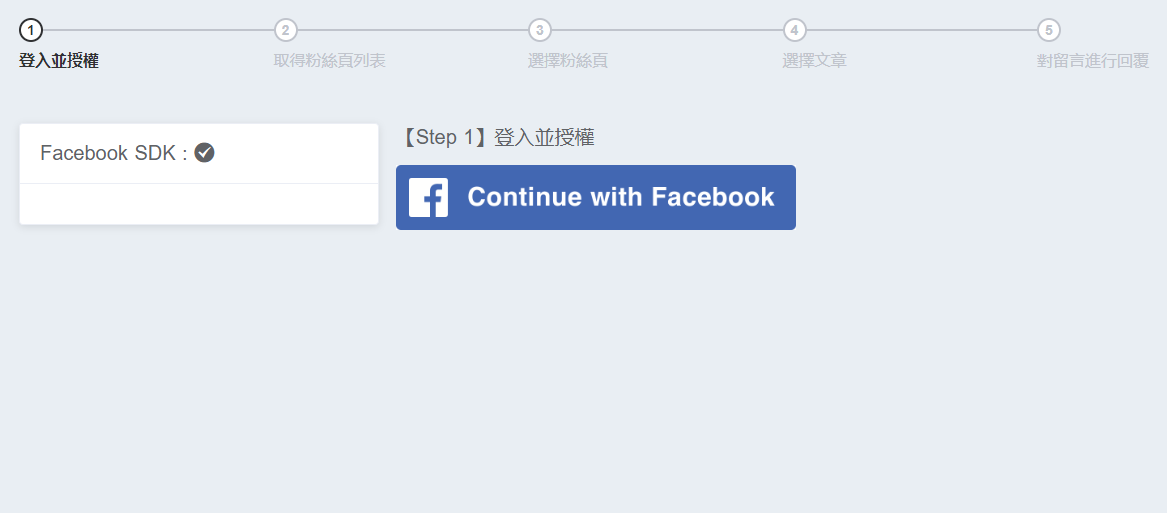 1
2
3
4
5
登入並授權
取得粉絲頁列表
選擇粉絲頁
選擇文章
對留言進行回覆
Facebook SDK :
【Step 1】登入並授權
Continue with Facebook